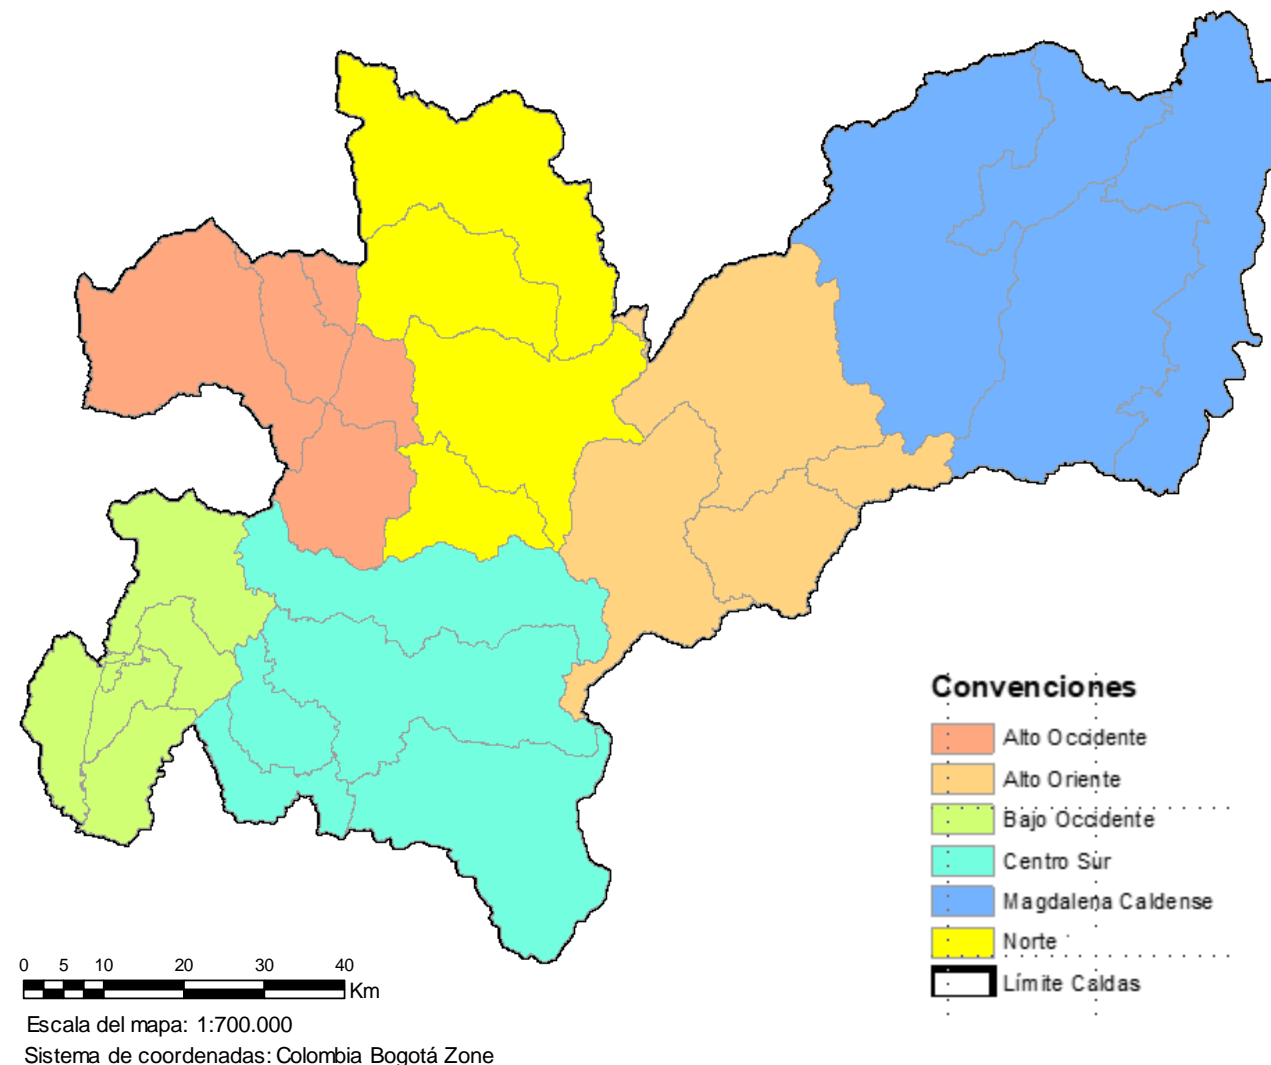 Convenciones
Alto Occidente
Alto Oriente
Bajo Occidente
Centro Sur
Magdalena Caldense
Norte
Límite Caldas
0 5 10 20 30 40
Km
Escala del mapa: 1:700.000
Sistema de coordenadas: Colombia Bogotá Zone